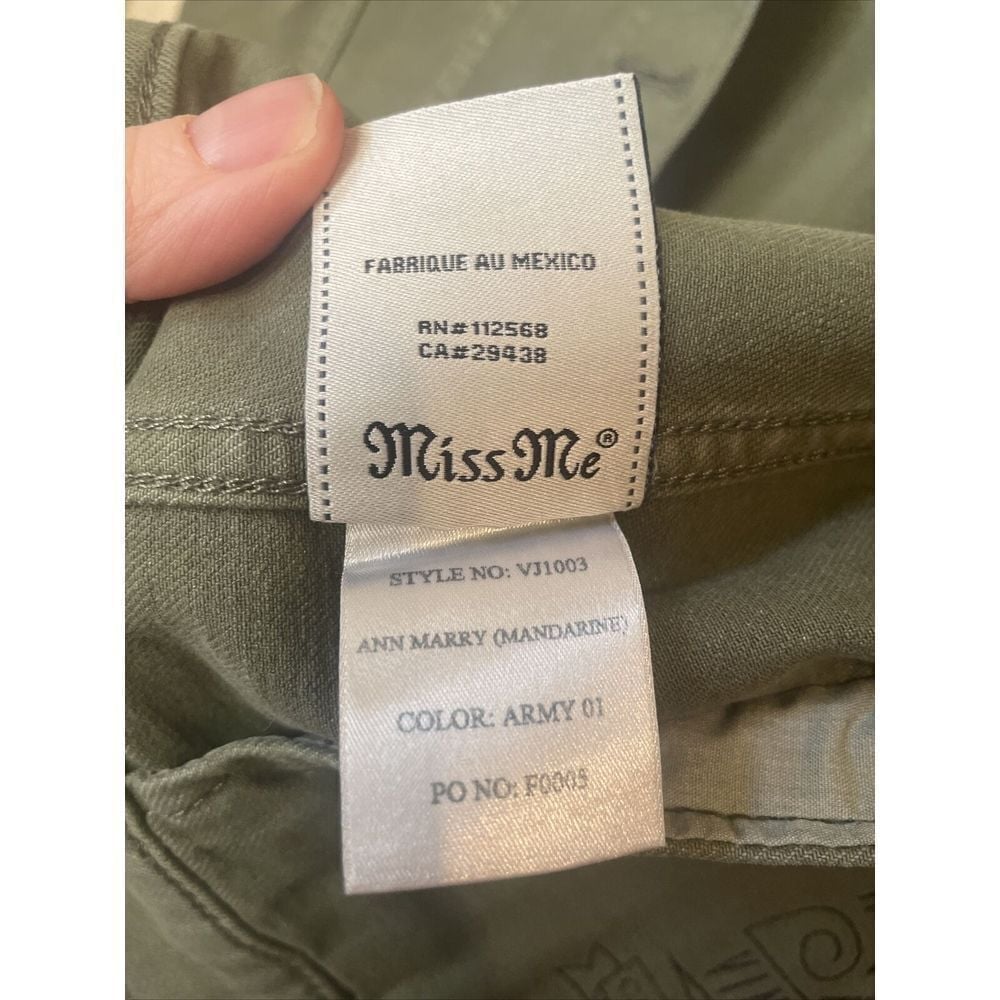 FABRIQUE AU MEXICO
RN#112568
CA#29438
Miss Me®
STYLE NO: VJ1003
ANN MARRY (MANDARINE)
COLOR: ARMY 01
PO NO: F0005